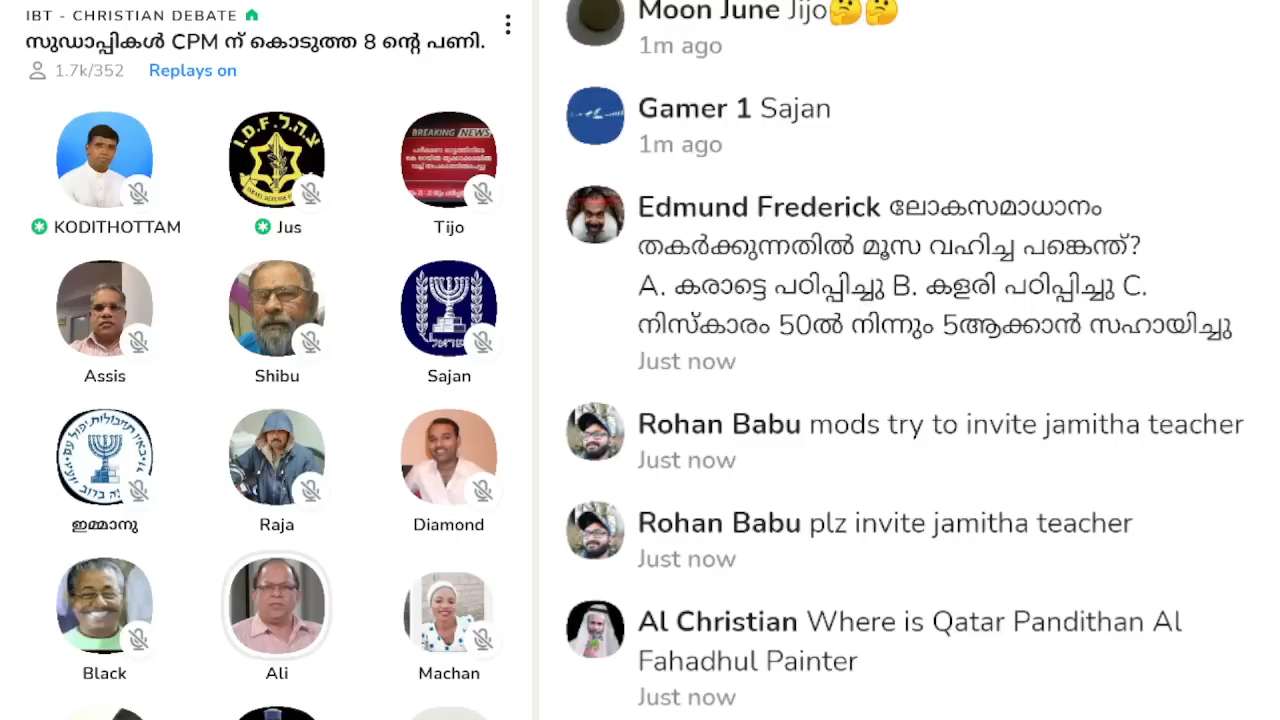 IBT - CHRISTIAN DEBATE
സുഡാപ്പികൾ CPM ന് കൊടുത്ത 8 ന്റെ പണി.
1.7k/352 Replays on
צ.ה.ל I.D.F.
BREAKING NEWS
KODITHOTTAM Jus Tijo
Assis Shibu Sajan
ഇമ്മാനു Raja Diamond
Black Ali Machan
Moon June Jijo🤔🤔
1m ago
Gamer 1 Sajan
1m ago
Edmund Frederick ലോകസമാധാനം
തകർക്കുന്നതിൽ മൂസ വഹിച്ച പങ്കെന്ത്?
A. കരാട്ടെ പഠിപ്പിച്ചു B. കളരി പഠിപ്പിച്ചു C.
നിസ്കാരം 50ൽ നിന്നും 5ആക്കാൻ സഹായിച്ചു
Just now
Rohan Babu mods try to invite jamitha teacher
Just now
Rohan Babu plz invite jamitha teacher
Just now
Al Christian Where is Qatar Pandithan Al
Fahadhul Painter
Just now